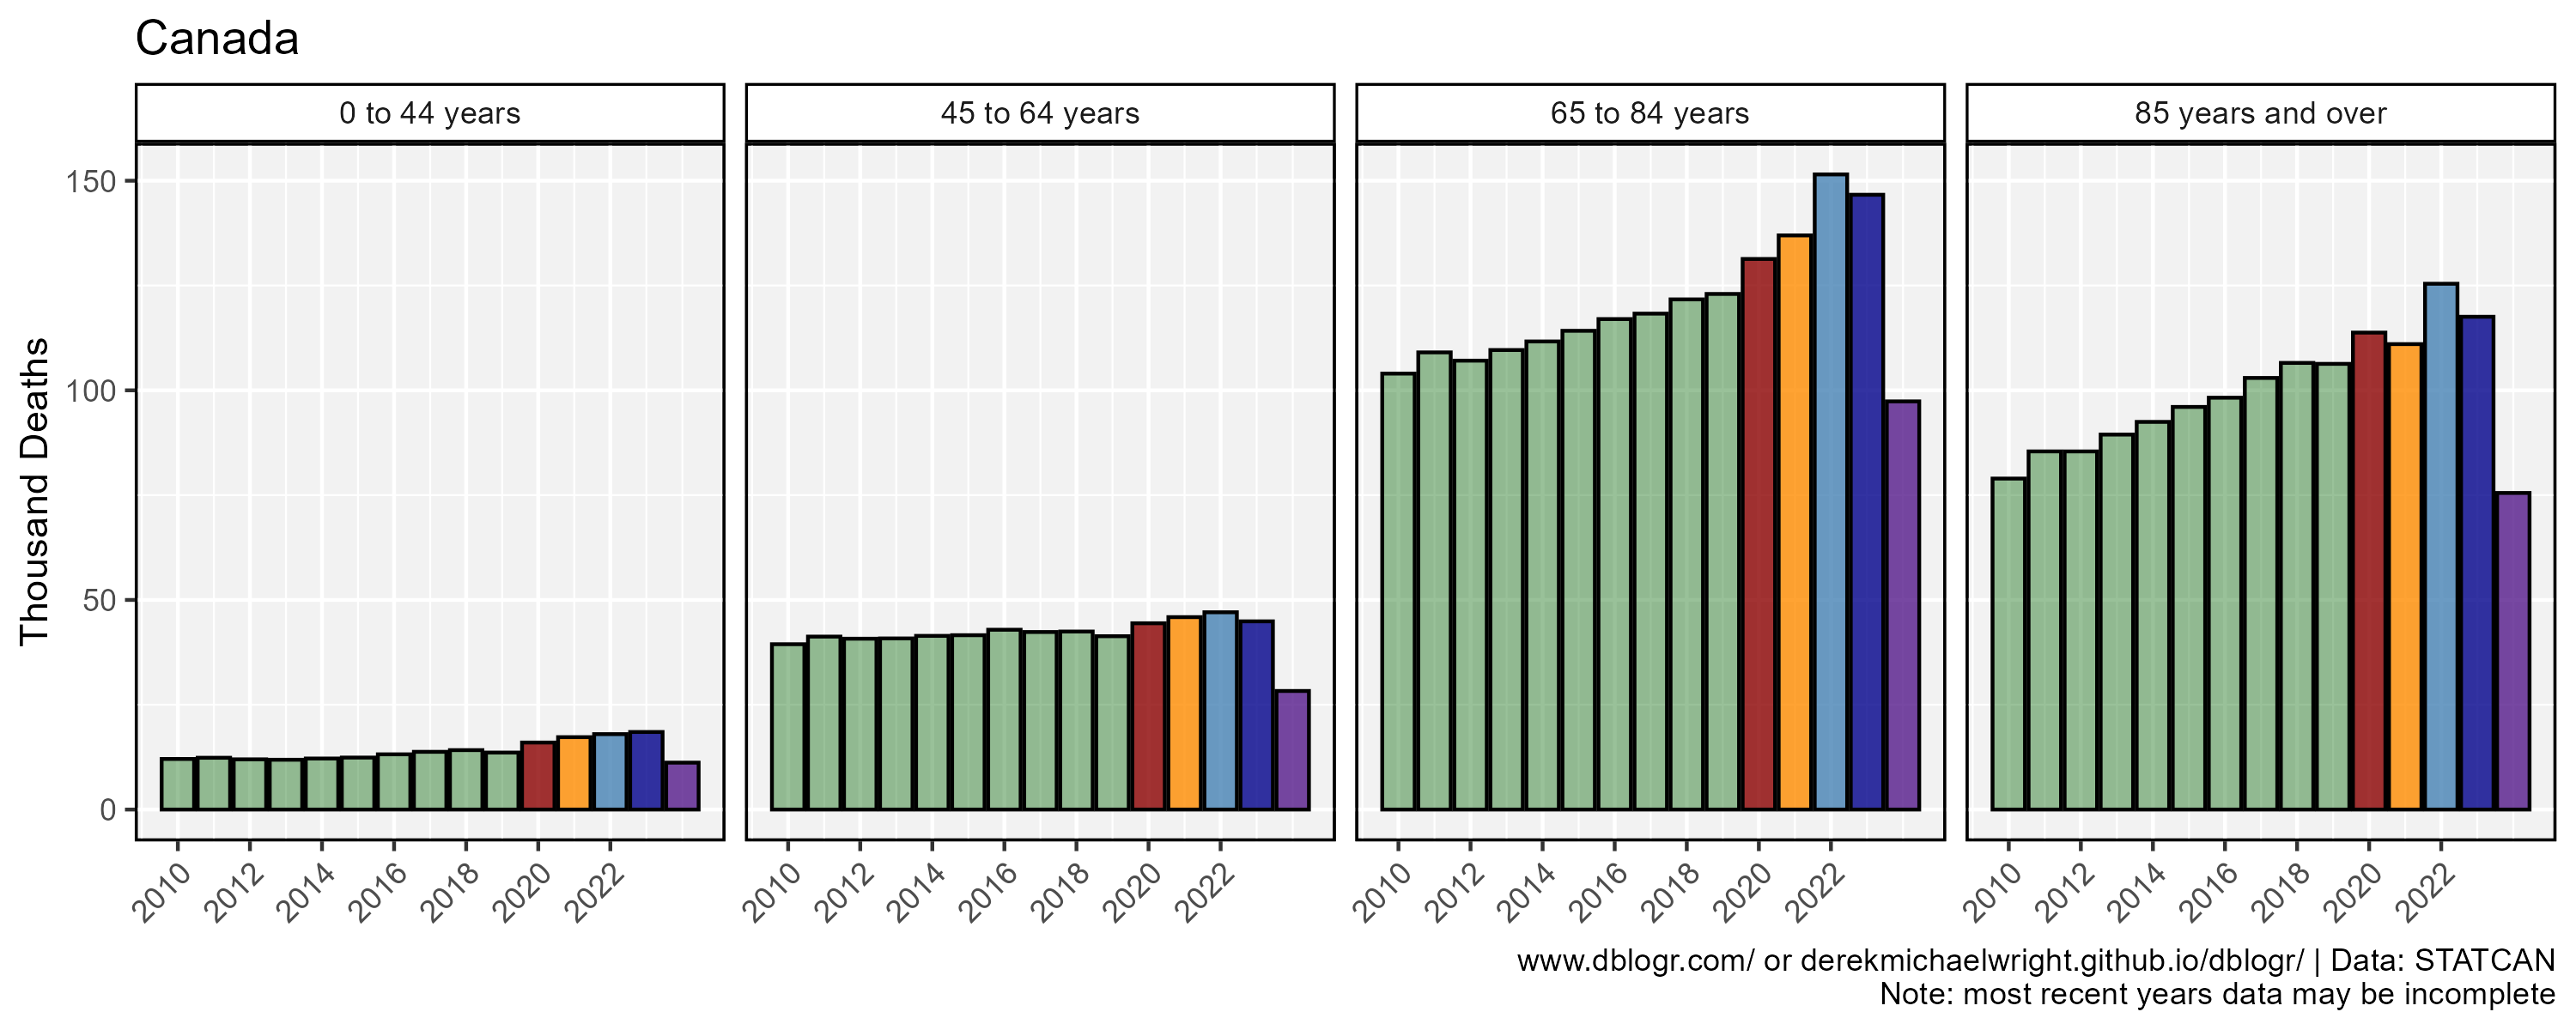 Canada
0 to 44 years
45 to 64 years
65 to 84 years
85 years and over
Thousand Deaths
150
100
50
0
2010 2012 2014 2016 2018 2020 2022
2010 2012 2014 2016 2018 2020 2022
2010 2012 2014 2016 2018 2020 2022
2010 2012 2014 2016 2018 2020 2022
www.dblogr.com/ or derekmichaelwright.github.io/dblogr/ | Data: STATCAN
Note: most recent years data may be incomplete